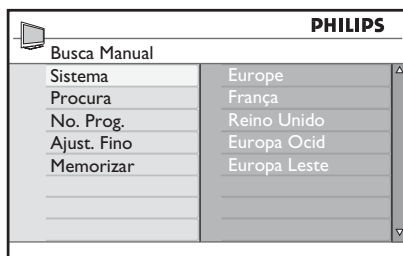 PHILIPS
Busca Manual
Sistema
Procura
No. Prog.
Ajust. Fino
Memorizar
Europe
França
Reino Unido
Europa Ocid
Europa Leste